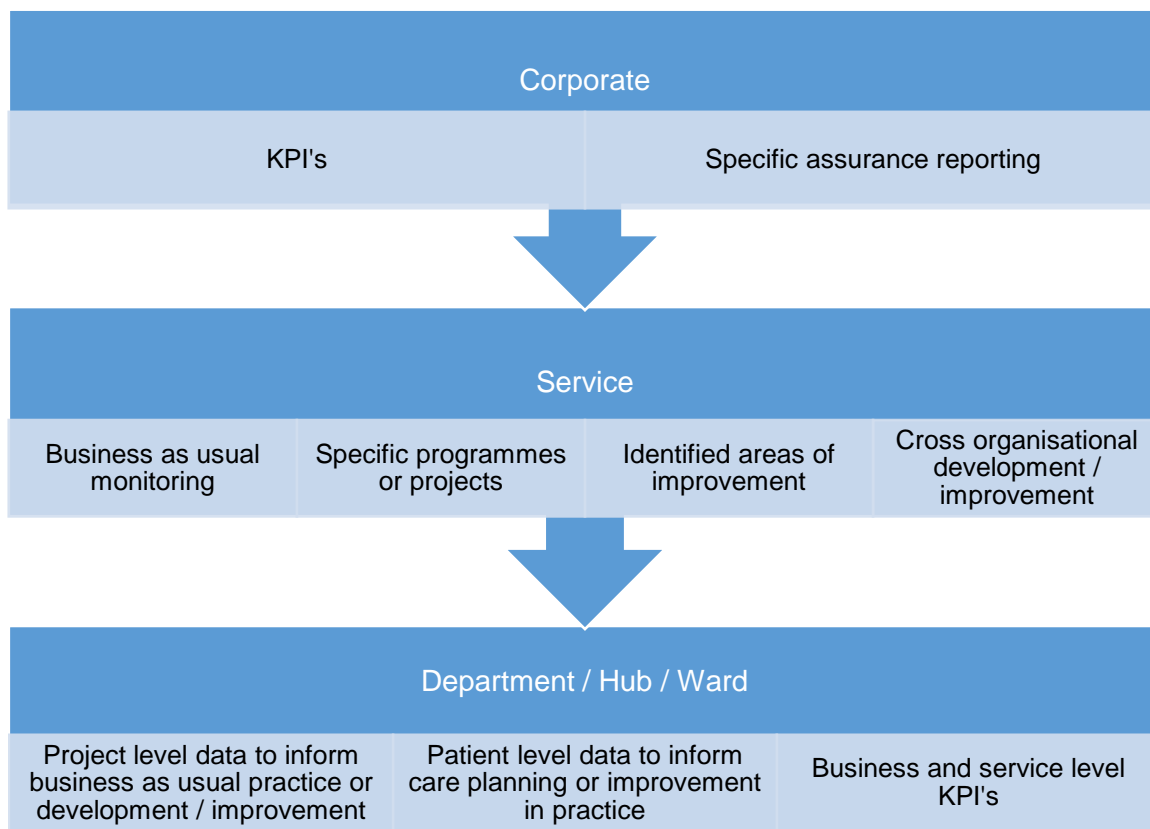 Corporate
KPI's
Specific assurance reporting
Service
Business as usual
monitoring
Specific programmes
or projects
Identified areas of
improvement
Cross organisational
development /
improvement
Department / Hub / Ward
Project level data to inform
business as usual practice or
development / improvement
Patient level data to inform
care planning or improvement
in practice
Business and service level
KPI's